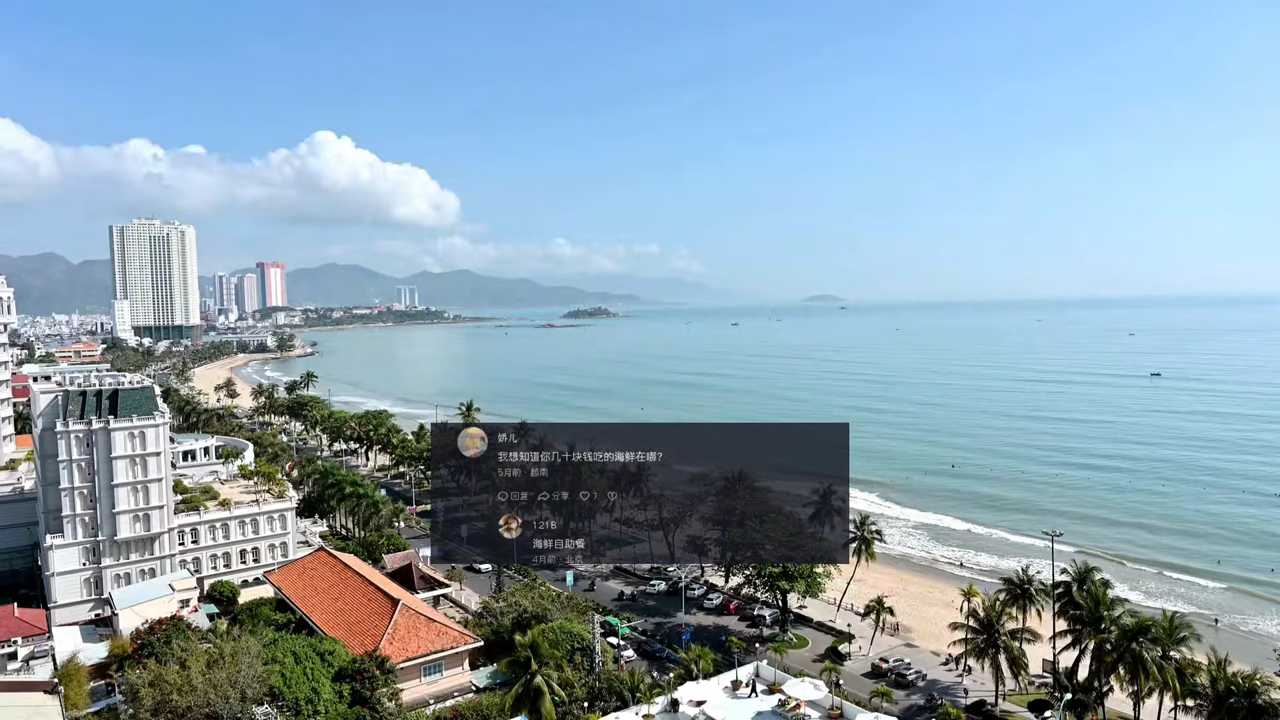 娇儿
我想知道你几十块钱吃的海鲜在哪?
5月前 · 越南
回复 分享 7
121B
海鲜自助餐
4月前 · 北京